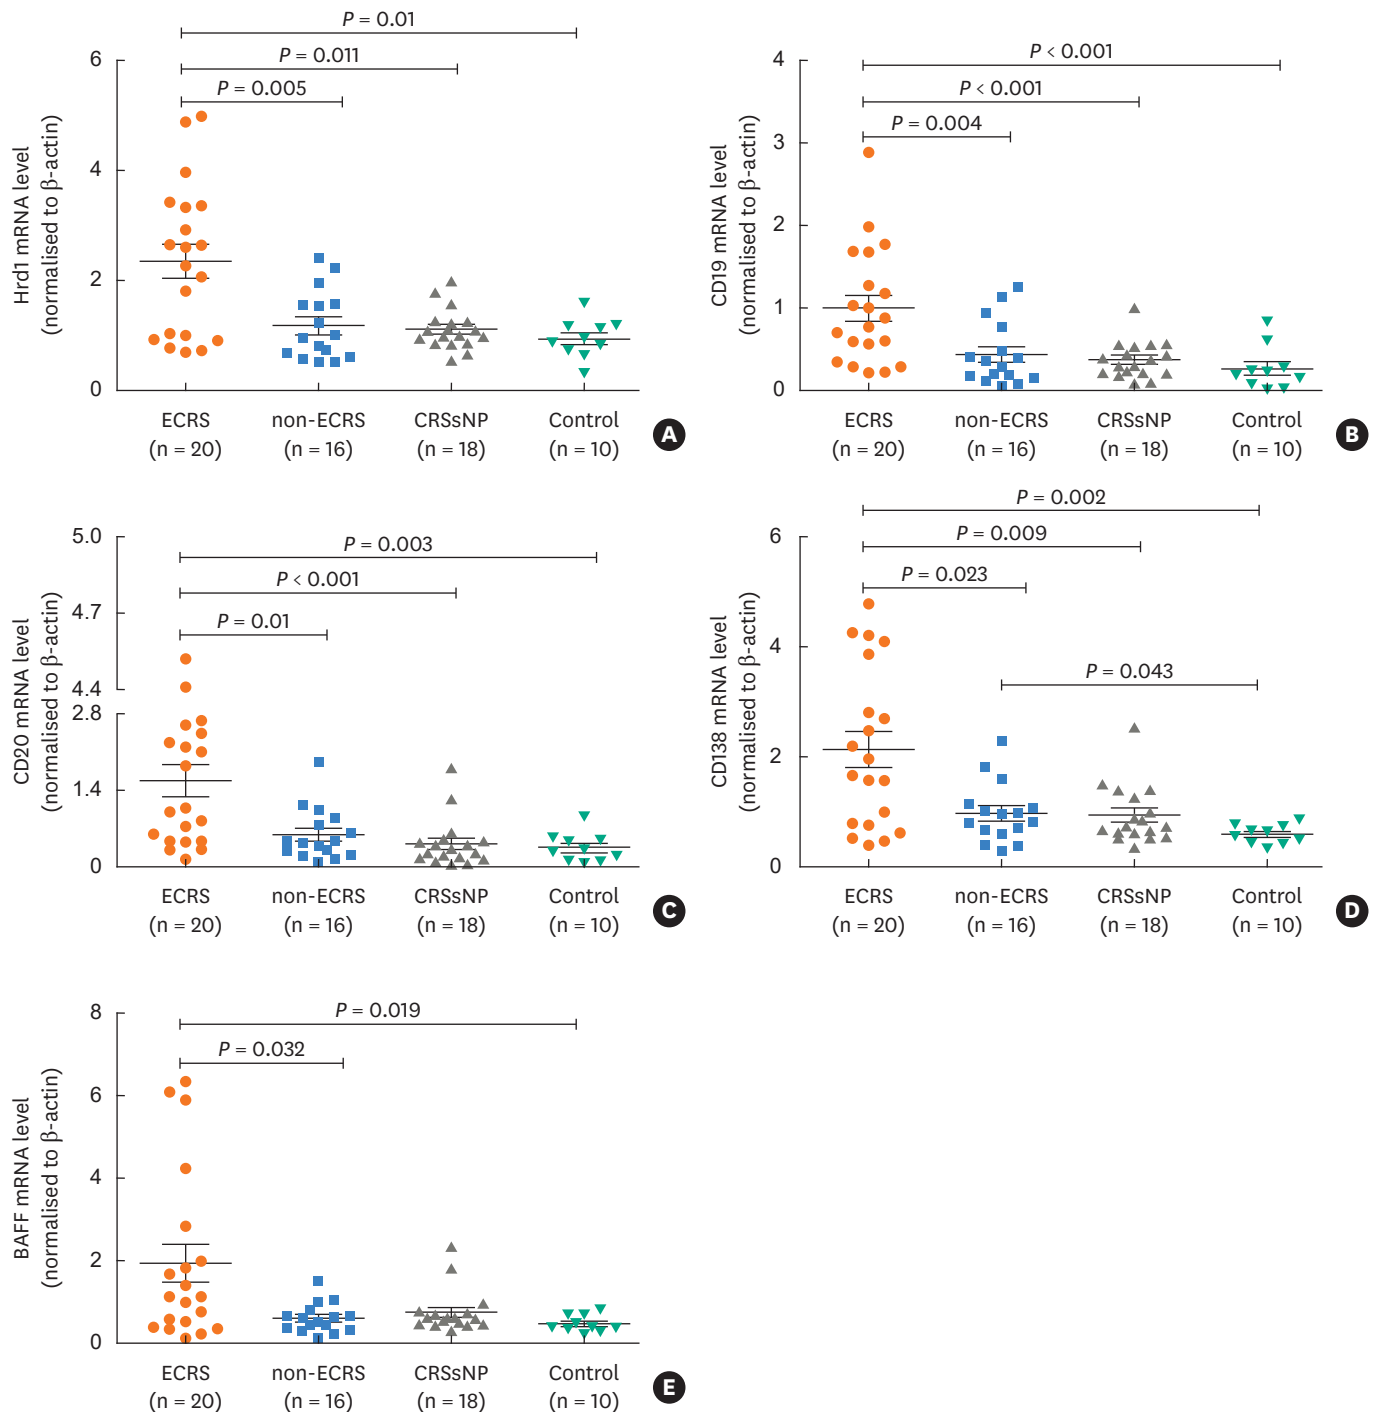 P = 0.01
P = 0.011
P = 0.005
Hrd1 mRNA level
(normalised to β-actin)
6
4
2
0
ECRS
(n = 20)
non-ECRS
(n = 16)
CRSsNP
(n = 18)
Control
(n = 10)
A
P < 0.001
P < 0.001
P = 0.004
CD19 mRNA level
(normalised to β-actin)
4
3
2
1
0
ECRS
(n = 20)
non-ECRS
(n = 16)
CRSsNP
(n = 18)
Control
(n = 10)
B
P = 0.003
P < 0.001
P = 0.01
CD20 mRNA level
(normalised to β-actin)
5.0
4.7
4.4
2.8
1.4
0
ECRS
(n = 20)
non-ECRS
(n = 16)
CRSsNP
(n = 18)
Control
(n = 10)
C
P = 0.002
P = 0.009
P = 0.023
P = 0.043
CD138 mRNA level
(normalised to β-actin)
6
4
2
0
ECRS
(n = 20)
non-ECRS
(n = 16)
CRSsNP
(n = 18)
Control
(n = 10)
D
P = 0.019
P = 0.032
BAFF mRNA level
(normalised to β-actin)
8
6
4
2
0
ECRS
(n = 20)
non-ECRS
(n = 16)
CRSsNP
(n = 18)
Control
(n = 10)
E